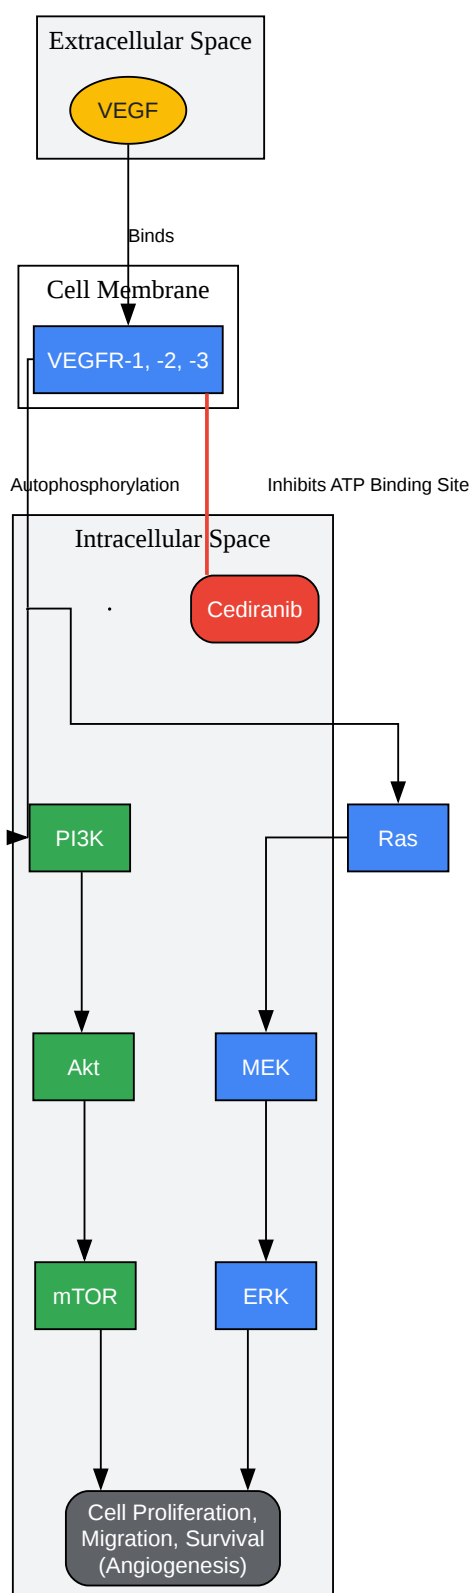 Extracellular Space
VEGF
Binds
Cell Membrane
VEGFR-1, -2, -3
Autophosphorylation
Inhibits ATP Binding Site
Intracellular Space
Cediranib
PI3K
Ras
Akt
MEK
mTOR
ERK
Cell Proliferation,
Migration, Survival
(Angiogenesis)